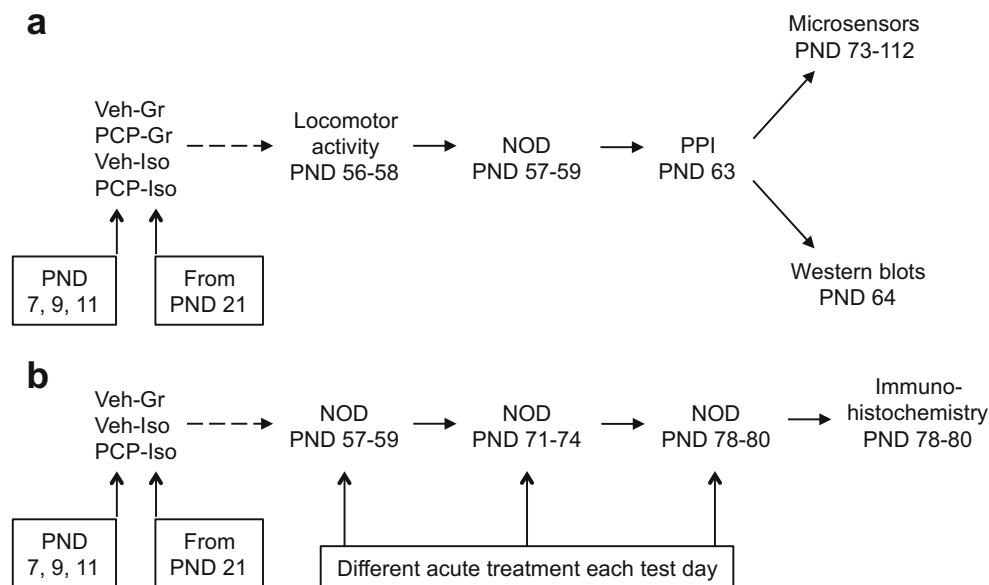 a
Veh-Gr
PCP-Gr
Veh-Iso
PCP-Iso
PND
7, 9, 11
From
PND 21
Locomotor
activity
PND 56-58
NOD
PND 57-59
PPI
PND 63
Microsensors
PND 73-112
Western blots
PND 64
b
Veh-Gr
Veh-Iso
PCP-Iso
PND
7, 9, 11
From
PND 21
NOD
PND 57-59
NOD
PND 71-74
NOD
PND 78-80
Immuno-
histochemistry
PND 78-80
Different acute treatment each test day